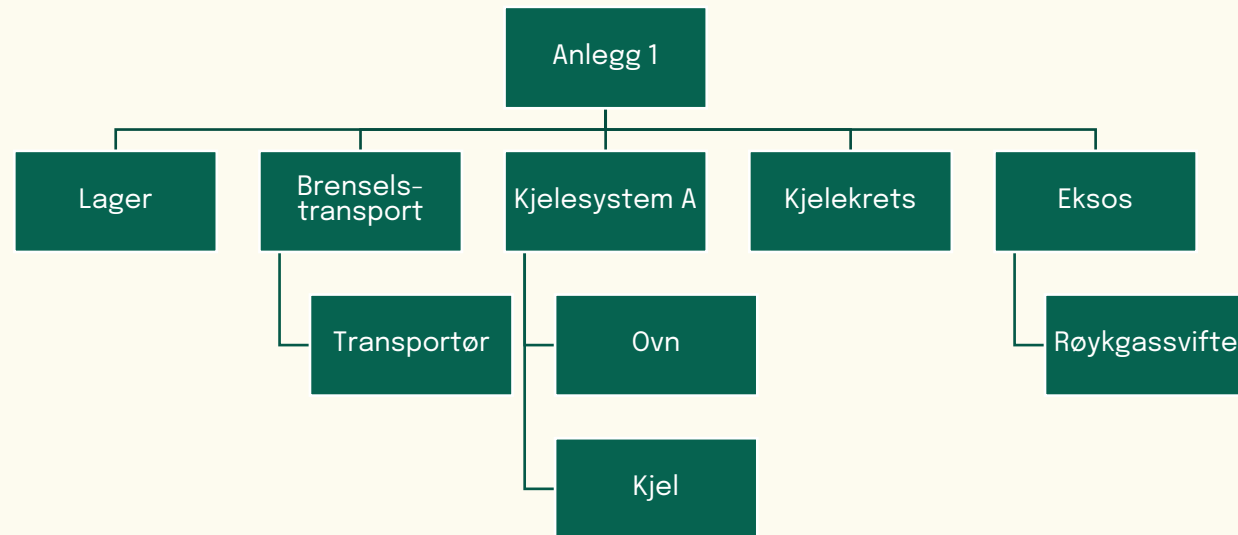 Anlegg 1
Lager
Brensels-
transport
Kjelesystem A
Kjelekrets
Eksos
Transportør
Ovn
Røykgassvifte
Kjel